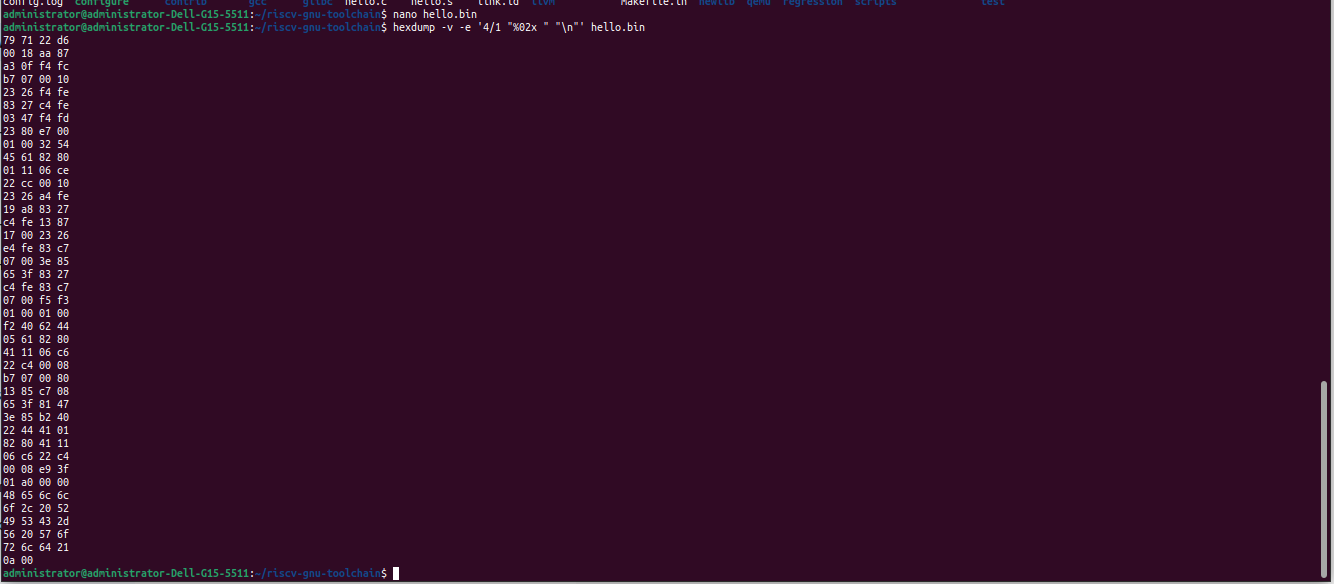 config.log configure contrib gcc glibc hello.c hello.s link.ld llvm Makefile.in newlib qemu regression scripts test
administrator@administrator-Dell-G15-5511:~/riscv-gnu-toolchain$ nano hello.bin
administrator@administrator-Dell-G15-5511:~/riscv-gnu-toolchain$ hexdump -v -e '4/1 "%02x " "\n"' hello.bin
79 71 22 d6
00 18 aa 87
a3 0f f4 fc
b7 07 00 10
23 26 f4 fe
83 27 c4 fe
03 47 f4 fd
23 80 e7 00
01 00 32 54
45 61 82 80
01 11 06 ce
22 cc 00 10
23 26 a4 fe
19 a8 83 27
c4 fe 13 87
17 00 23 26
e4 fe 83 c7
07 00 3e 85
65 3f 83 27
c4 fe 83 c7
07 00 f5 f3
01 00 01 00
f2 40 62 44
05 61 82 80
41 11 06 c6
22 c4 00 08
b7 07 00 80
13 85 c7 08
65 3f 81 47
3e 85 b2 40
22 44 41 01
82 80 41 11
06 c6 22 c4
00 08 e9 3f
01 a0 00 00
48 65 6c 6c
6f 2c 20 52
49 53 43 2d
56 20 57 6f
72 6c 64 21
0a 00
administrator@administrator-Dell-G15-5511:~/riscv-gnu-toolchain$